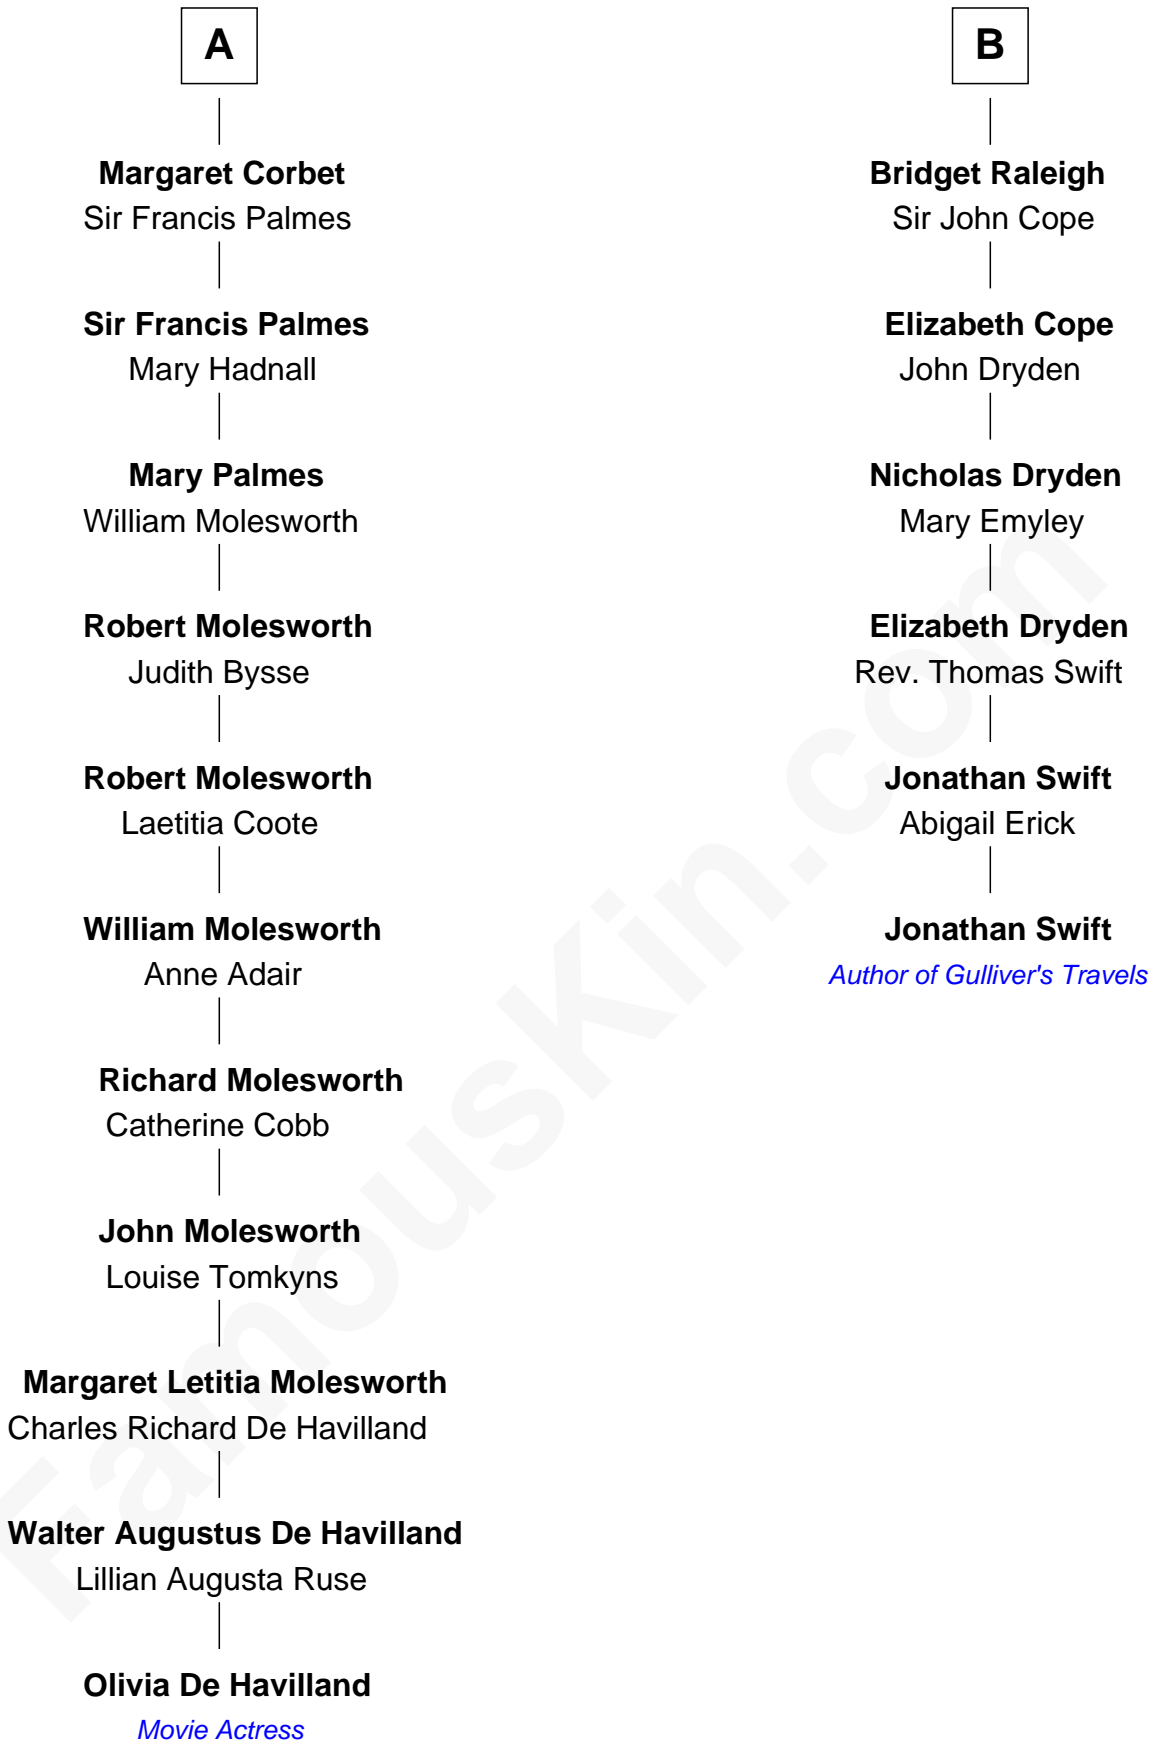 A
Margaret Corbet
Sir Francis Palmes
Sir Francis Palmes
Mary Hadnall
Mary Palmes
William Molesworth
Robert Molesworth
Judith Bysse
Robert Molesworth
Laetitia Coote
William Molesworth
Anne Adair
Richard Molesworth
Catherine Cobb
John Molesworth
Louise Tomkyns
Margaret Letitia Molesworth
Charles Richard De Havilland
Walter Augustus De Havilland
Lillian Augusta Ruse
Olivia De Havilland
Movie Actress
B
Bridget Raleigh
Sir John Cope
Elizabeth Cope
John Dryden
Nicholas Dryden
Mary Emyley
Elizabeth Dryden
Rev. Thomas Swift
Jonathan Swift
Abigail Erick
Jonathan Swift
Author of Gulliver's Travels
FamousKin.com